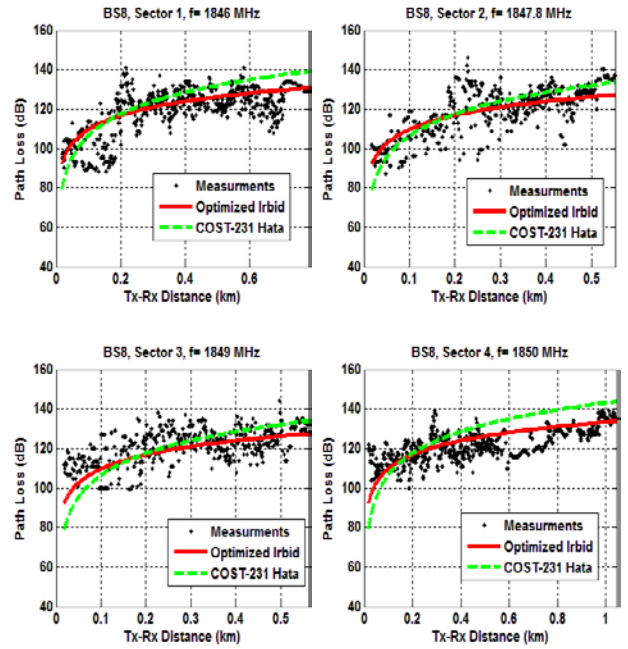 BS8, Sector 1, f= 1846 MHz
160
140
120
100
80
60
40
0
0.2
0.4
0.6
Path Loss (dB)
Tx-Rx Distance (km)
Measurments
Optimized Irbid
COST-231 Hata
BS8, Sector 2, f= 1847.8 MHz
160
140
120
100
80
60
40
0
0.1
0.2
0.3
0.4
0.5
Path Loss (dB)
Tx-Rx Distance (km)
Measurments
Optimized Irbid
COST-231 Hata
BS8, Sector 3, f= 1849 MHz
160
140
120
100
80
60
40
0
0.1
0.2
0.3
0.4
0.5
Path Loss (dB)
Tx-Rx Distance (km)
Measurments
Optimized Irbid
COST-231 Hata
BS8, Sector 4, f= 1850 MHz
160
140
120
100
80
60
40
0
0.2
0.4
0.6
0.8
1
Path Loss (dB)
Tx-Rx Distance (km)
Measurments
Optimized Irbid
COST-231 Hata